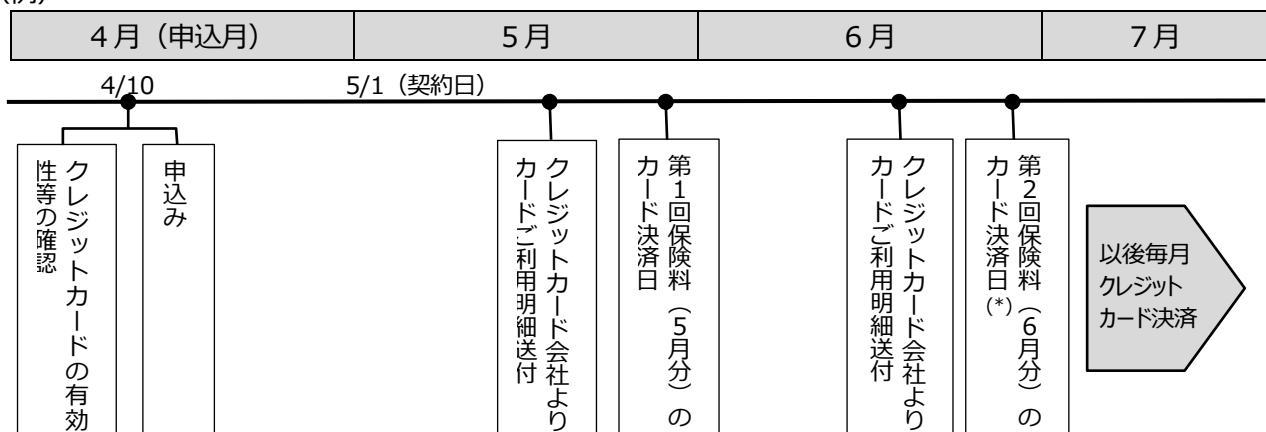 ４月（申込月）
５月
６月
７月
4/10
5/1（契約日）
クレジットカードの有効
性等の確認
申込み
クレジットカード会社より
カードご利用明細送付
第１回保険料（５月分）の
カード決済日
クレジットカード会社より
カードご利用明細送付
第２回保険料（６月分）の
カード決済日(*)
以後毎月
クレジット
カード決済